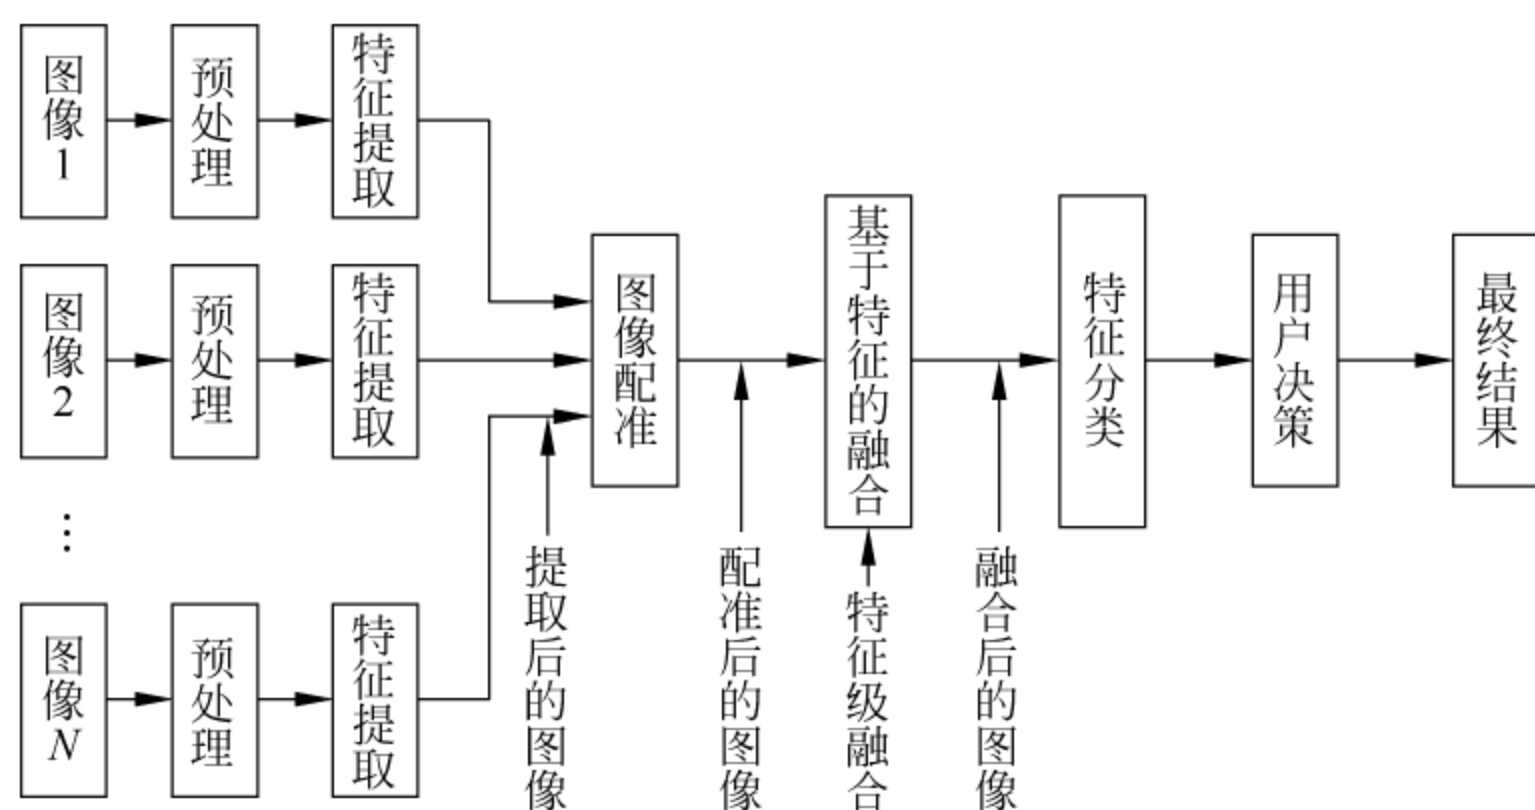 图像1
预处理
特征提取
图像2
预处理
特征提取
⋮
图像N
预处理
特征提取
图像配准
基于特征的融合
特征分类
用户决策
最终结果
提取后的图像
配准后的图像
特征级融合
融合后的图像